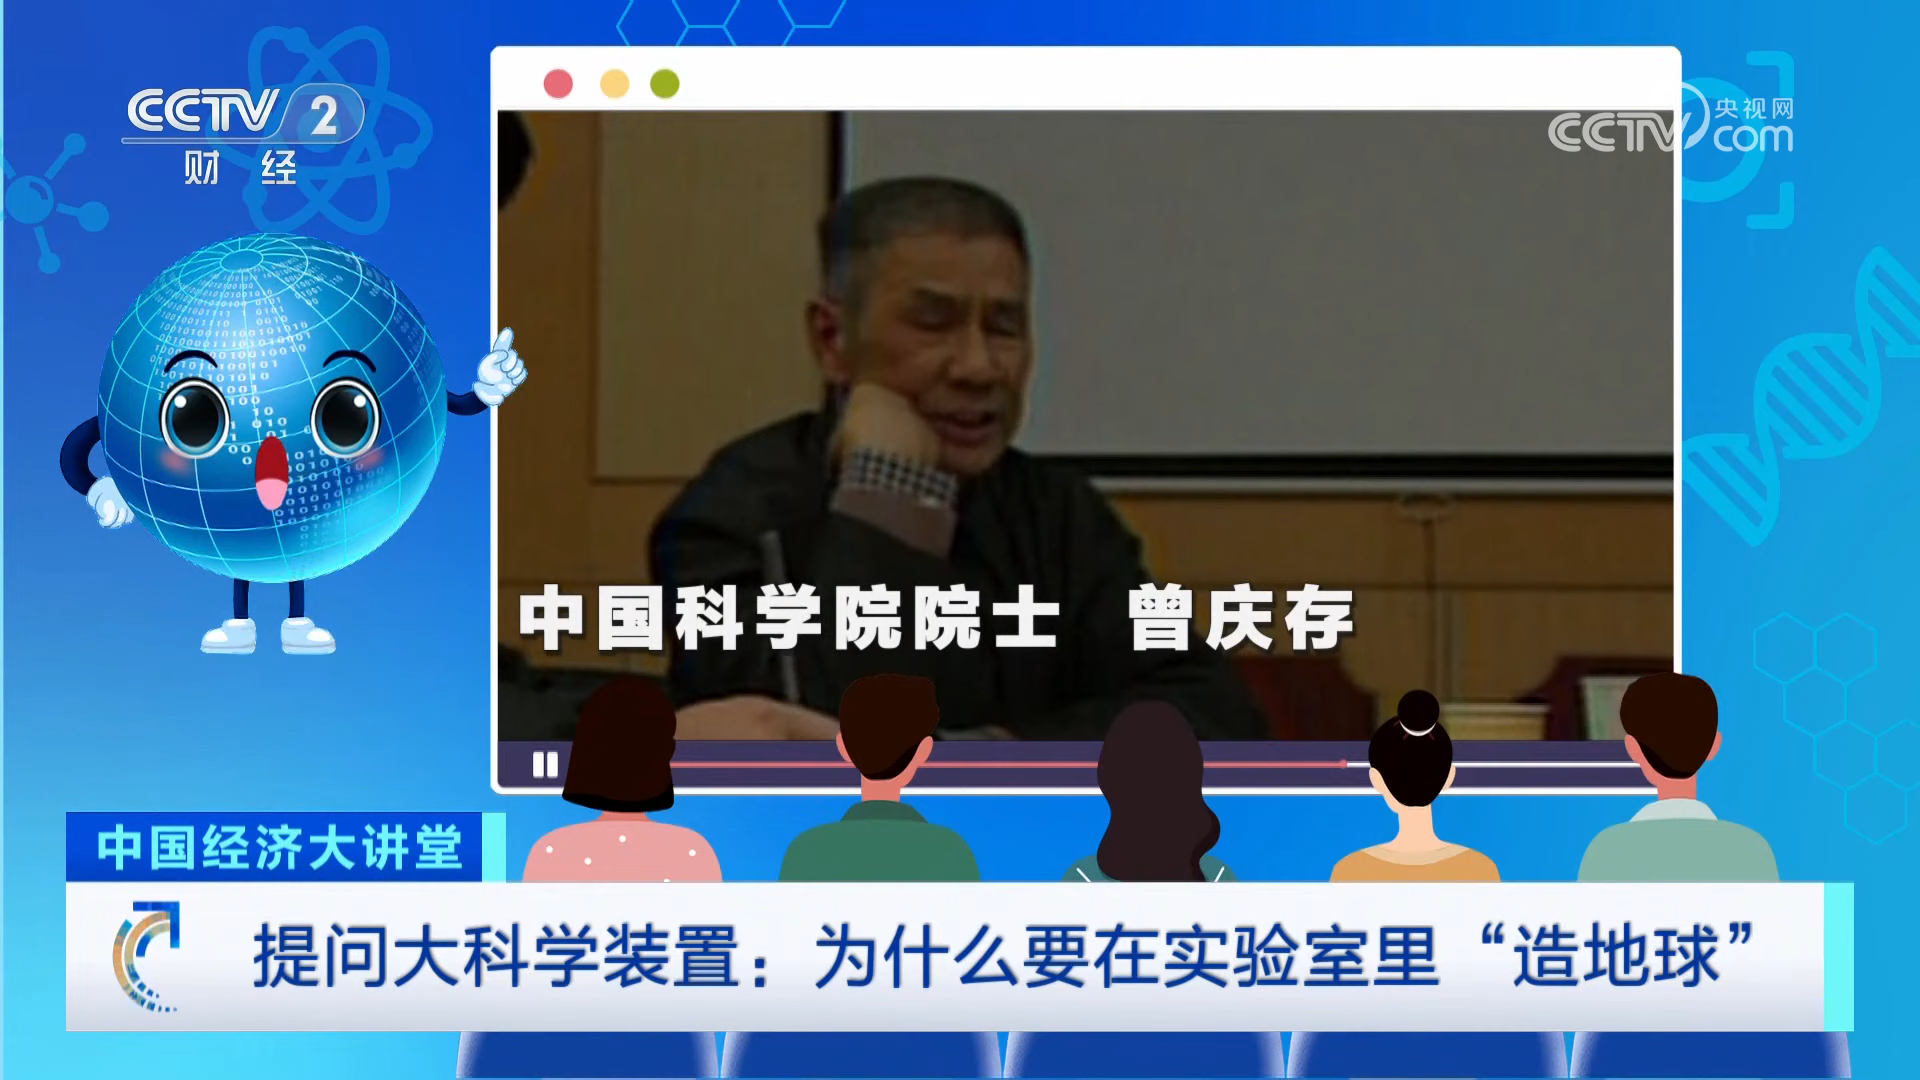 CCTV 2
财 经
央视网
CCTV com
中国科学院院士 曾庆存
中国经济大讲堂
提问大科学装置：为什么要在实验室里“造地球”